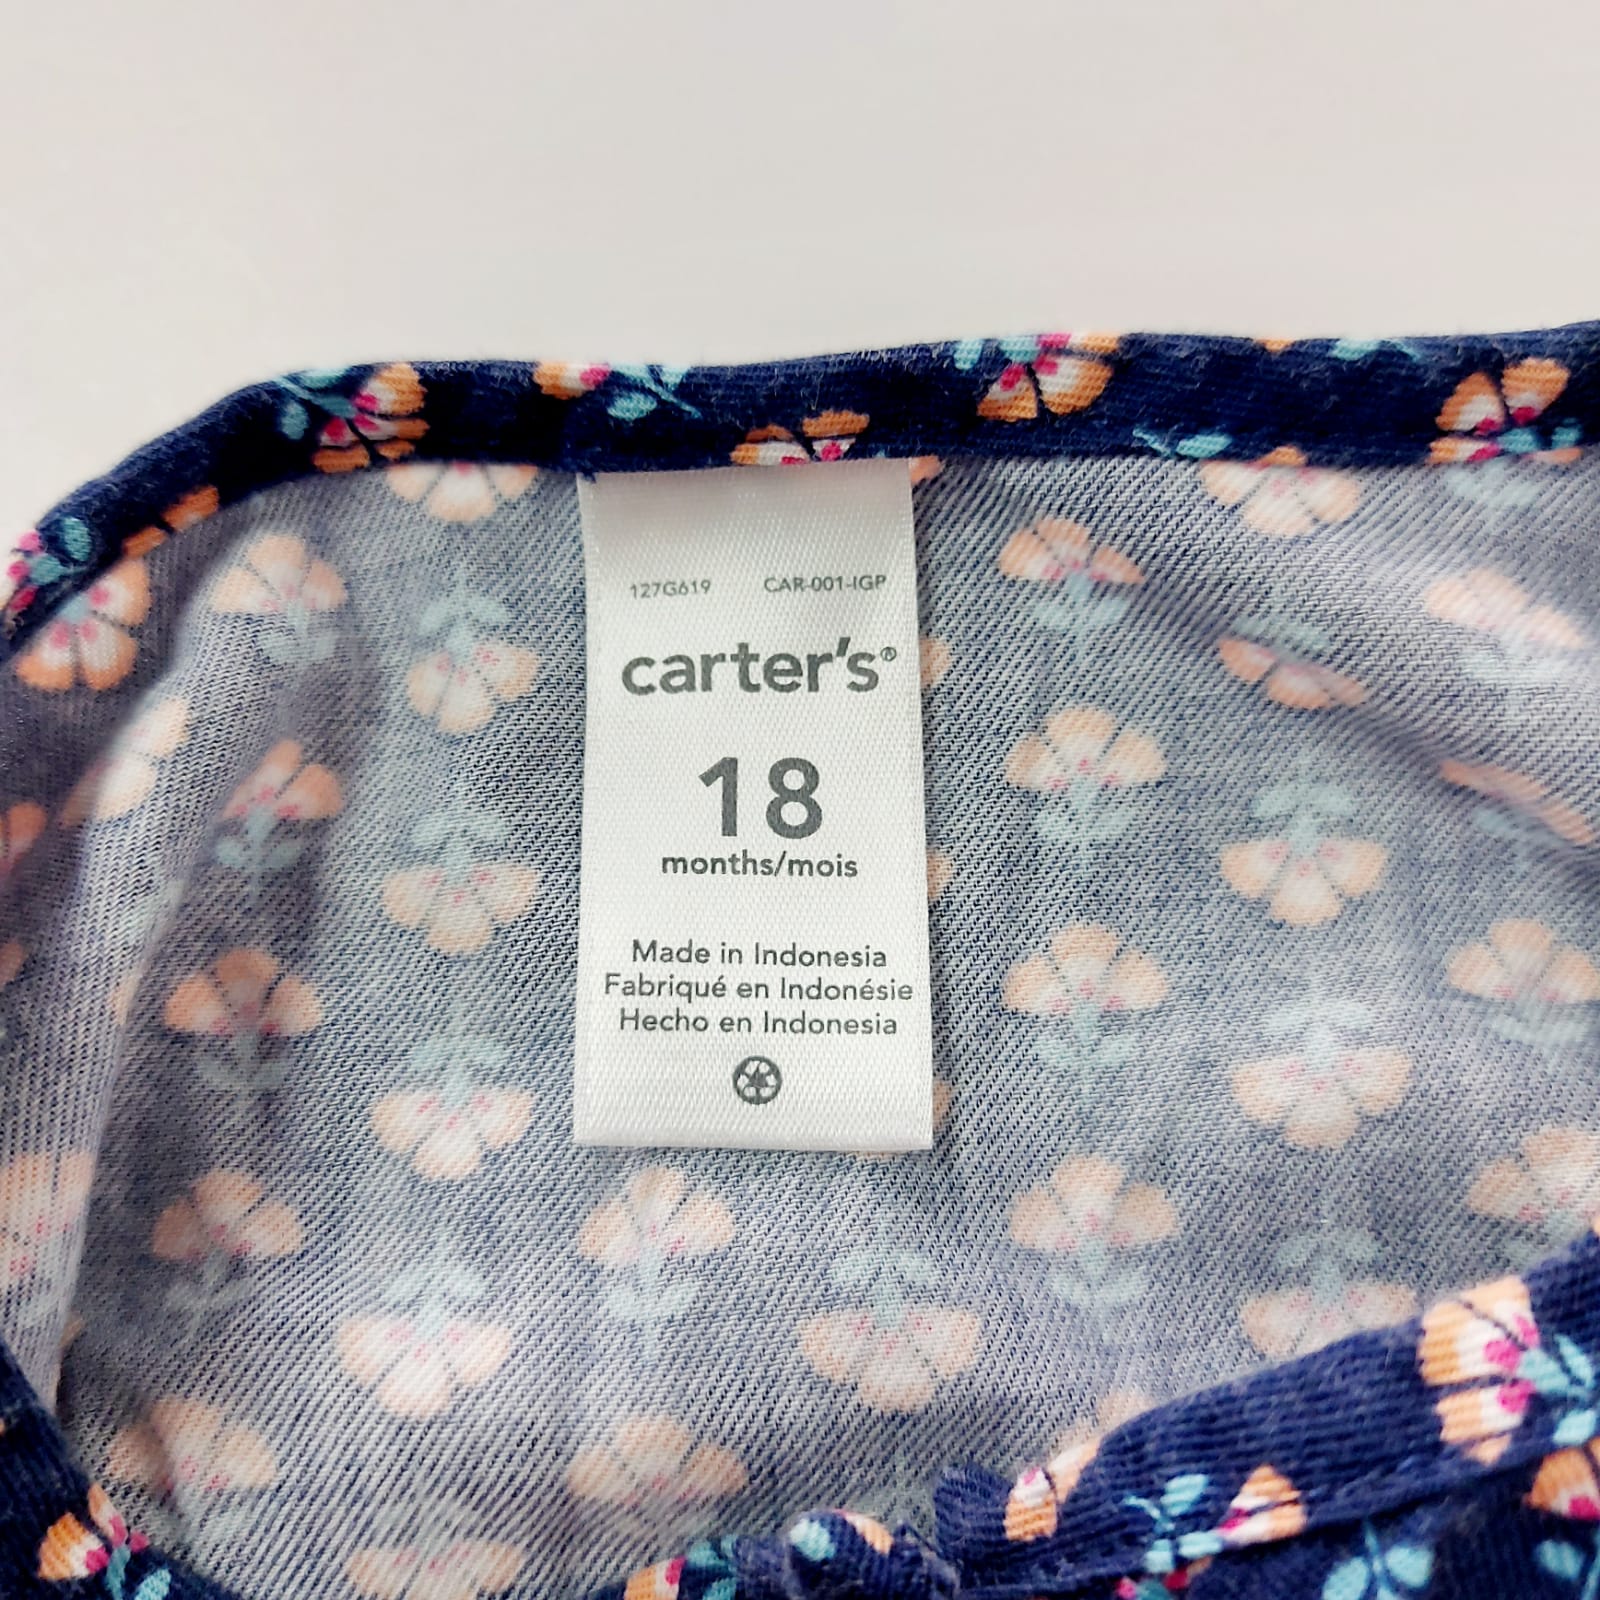 127G619 CAR-001-IGP
carter's®
18
months/mois
Made in Indonesia
Fabriqué en Indonésie
Hecho en Indonesia